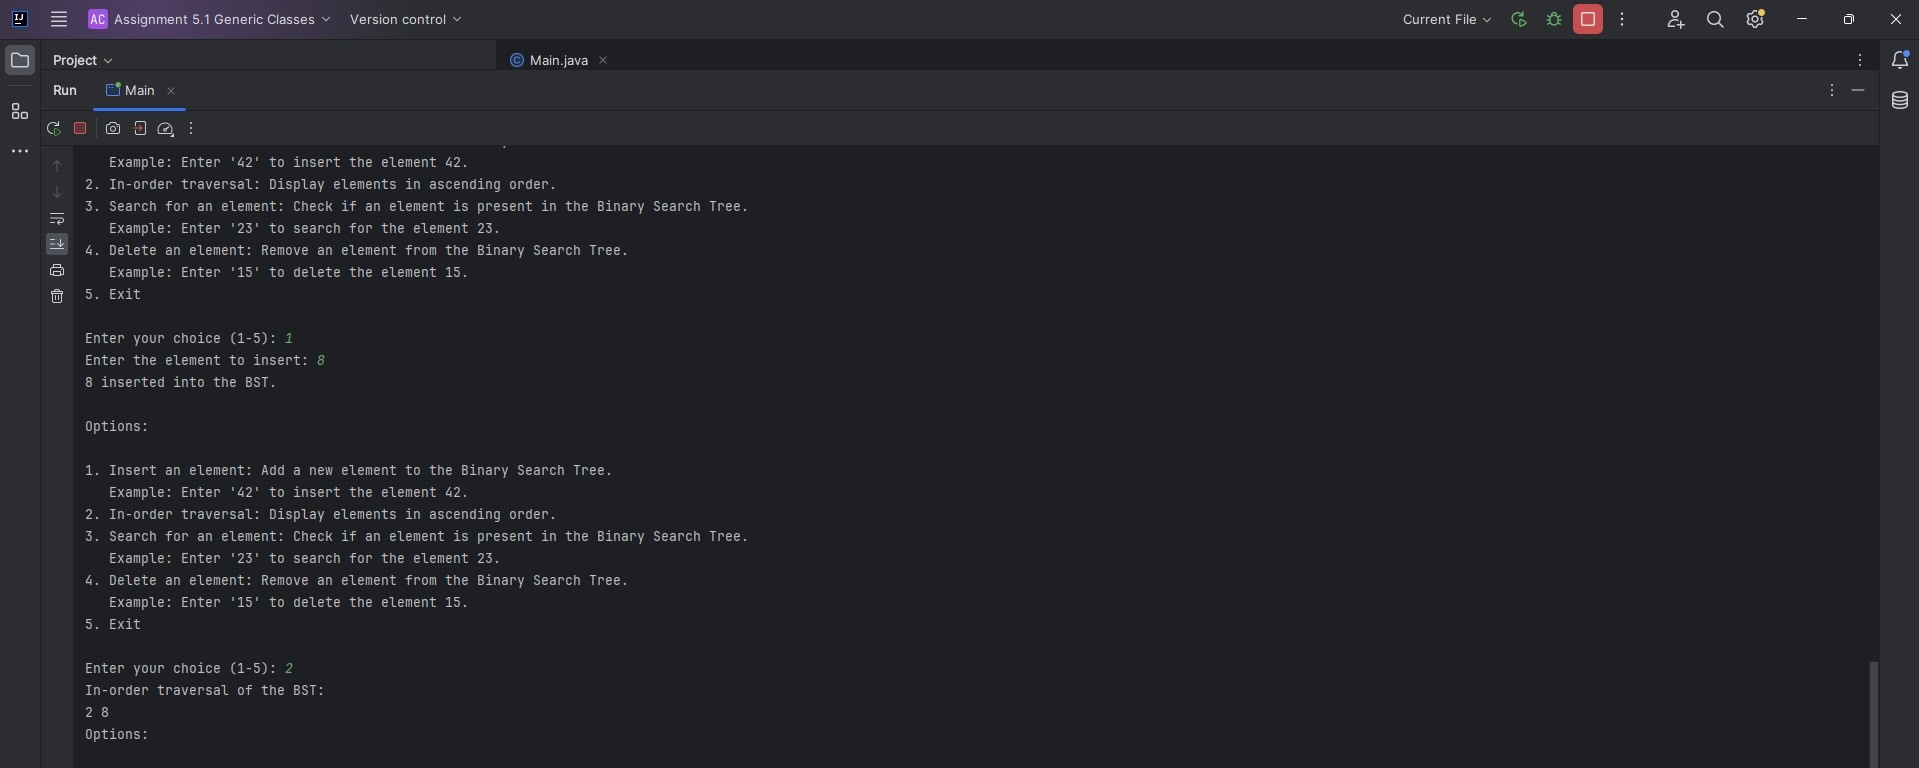 AC Assignment 5.1 Generic Classes Version control Current File
Project Main.java
Run Main
Example: Enter '42' to insert the element 42.
2. In-order traversal: Display elements in ascending order.
3. Search for an element: Check if an element is present in the Binary Search Tree.
Example: Enter '23' to search for the element 23.
4. Delete an element: Remove an element from the Binary Search Tree.
Example: Enter '15' to delete the element 15.
5. Exit
Enter your choice (1-5): 1
Enter the element to insert: 8
8 inserted into the BST.
Options:
1. Insert an element: Add a new element to the Binary Search Tree.
Example: Enter '42' to insert the element 42.
2. In-order traversal: Display elements in ascending order.
3. Search for an element: Check if an element is present in the Binary Search Tree.
Example: Enter '23' to search for the element 23.
4. Delete an element: Remove an element from the Binary Search Tree.
Example: Enter '15' to delete the element 15.
5. Exit
Enter your choice (1-5): 2
In-order traversal of the BST:
2 8
Options: